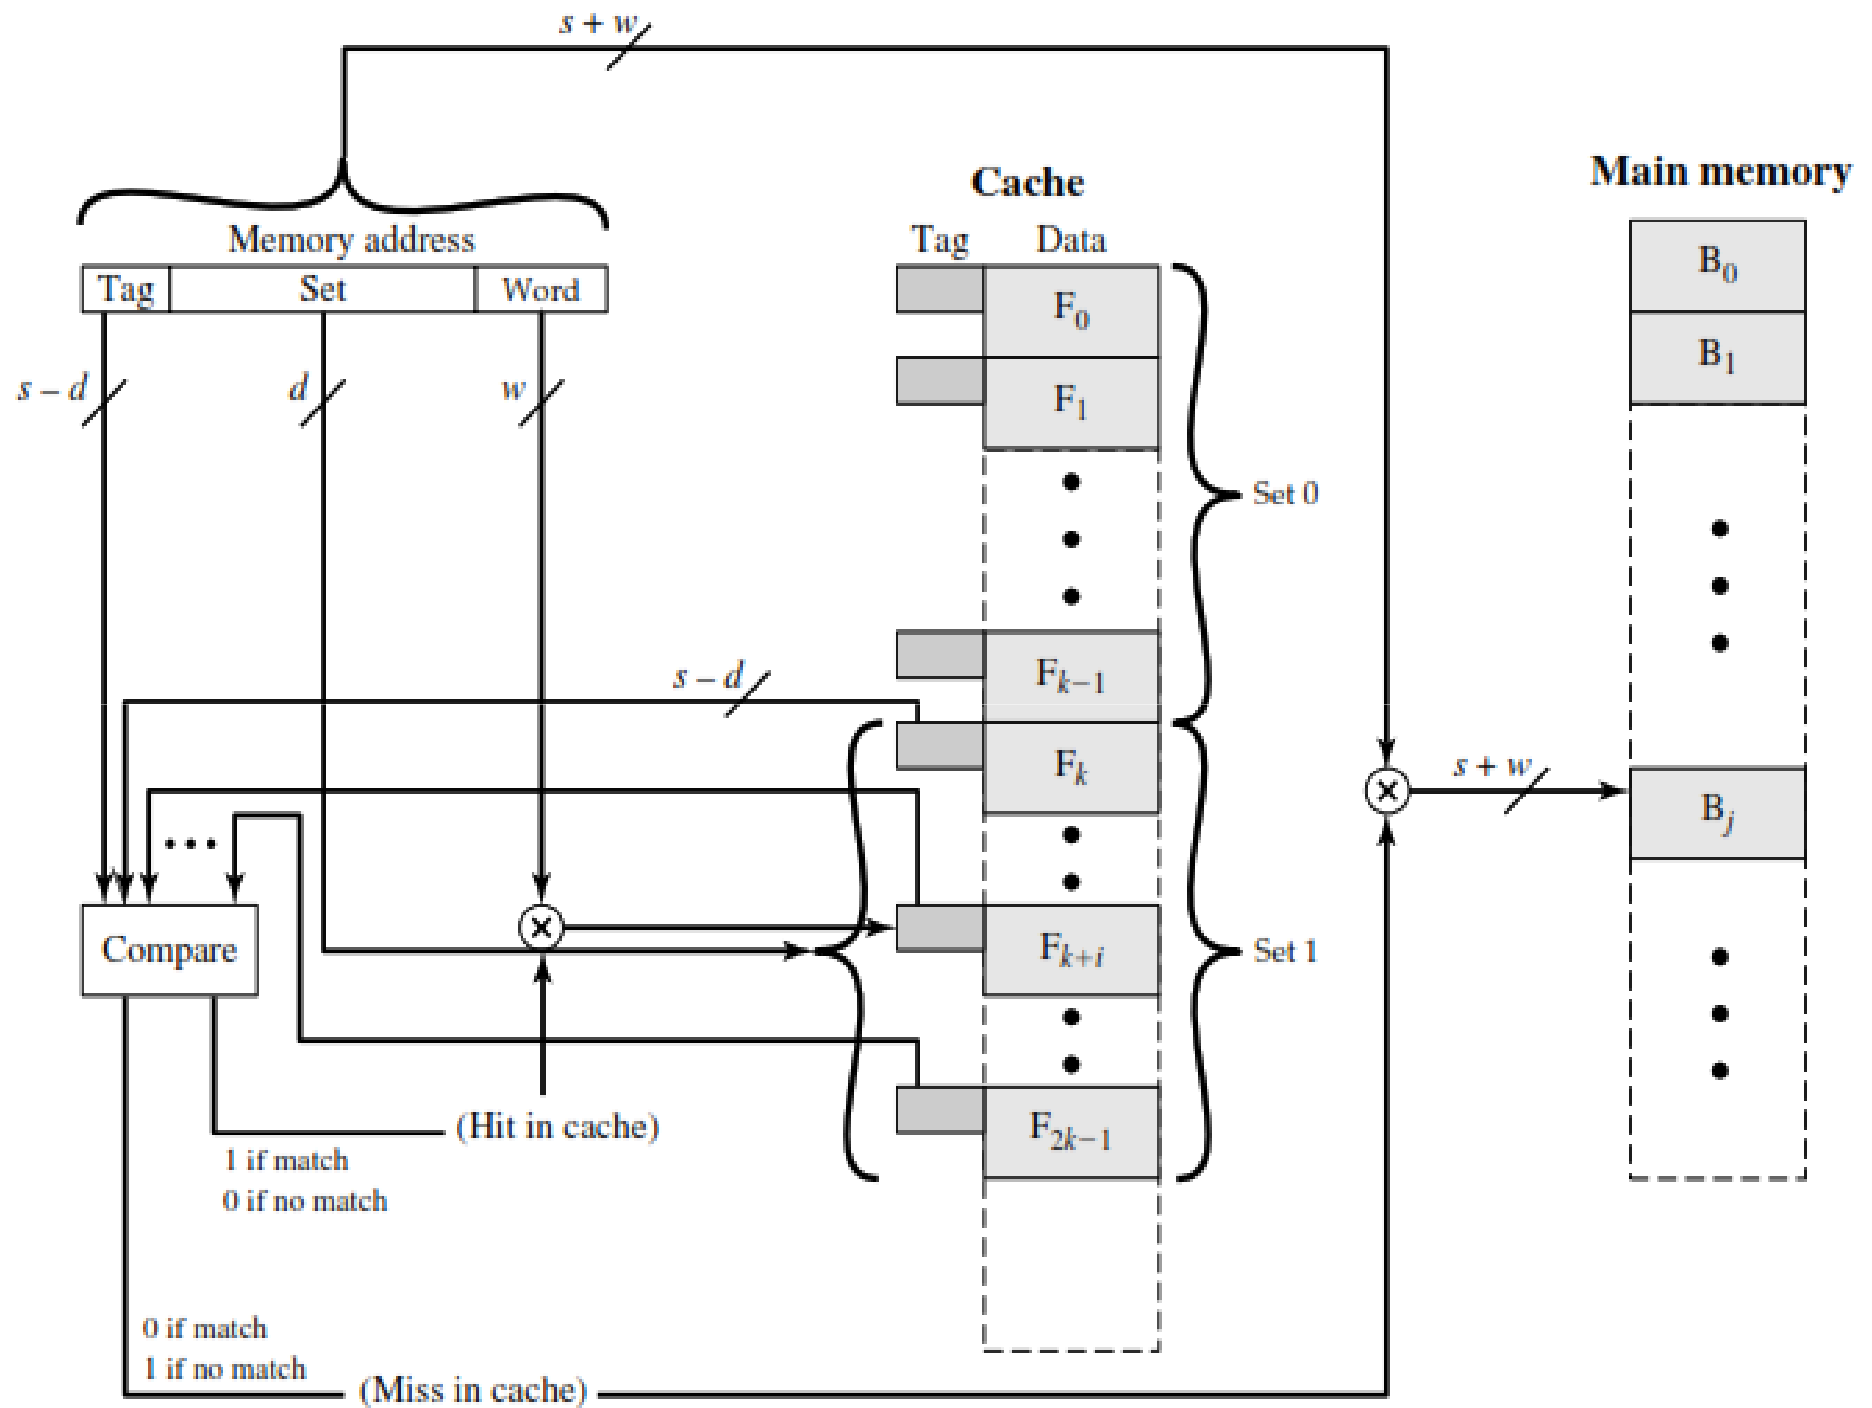 s + w
Cache
Main memory
Memory address
Tag Data
Tag Set Word
F₀
B₀
B₁
s – d
d
w
F₁
Set 0
s – d
Fₖ₋₁
Fₖ
s + w
Bⱼ
• • •
Compare
Fₖ₊ᵢ
Set 1
(Hit in cache)
F₂ₖ₋₁
1 if match
0 if no match
0 if match
1 if no match
(Miss in cache)